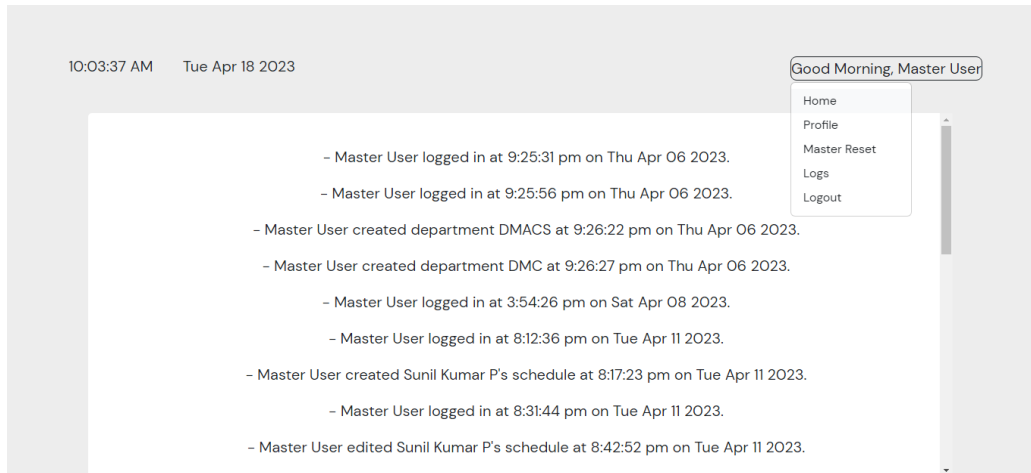 10:03:37 AM Tue Apr 18 2023
Good Morning, Master User
Home
Profile
Master Reset
Logs
Logout
- Master User logged in at 9:25:31 pm on Thu Apr 06 2023.
- Master User logged in at 9:25:56 pm on Thu Apr 06 2023.
- Master User created department DMACS at 9:26:22 pm on Thu Apr 06 2023.
- Master User created department DMC at 9:26:27 pm on Thu Apr 06 2023.
- Master User logged in at 3:54:26 pm on Sat Apr 08 2023.
- Master User logged in at 8:12:36 pm on Tue Apr 11 2023.
- Master User created Sunil Kumar P's schedule at 8:17:23 pm on Tue Apr 11 2023.
- Master User logged in at 8:31:44 pm on Tue Apr 11 2023.
- Master User edited Sunil Kumar P's schedule at 8:42:52 pm on Tue Apr 11 2023.